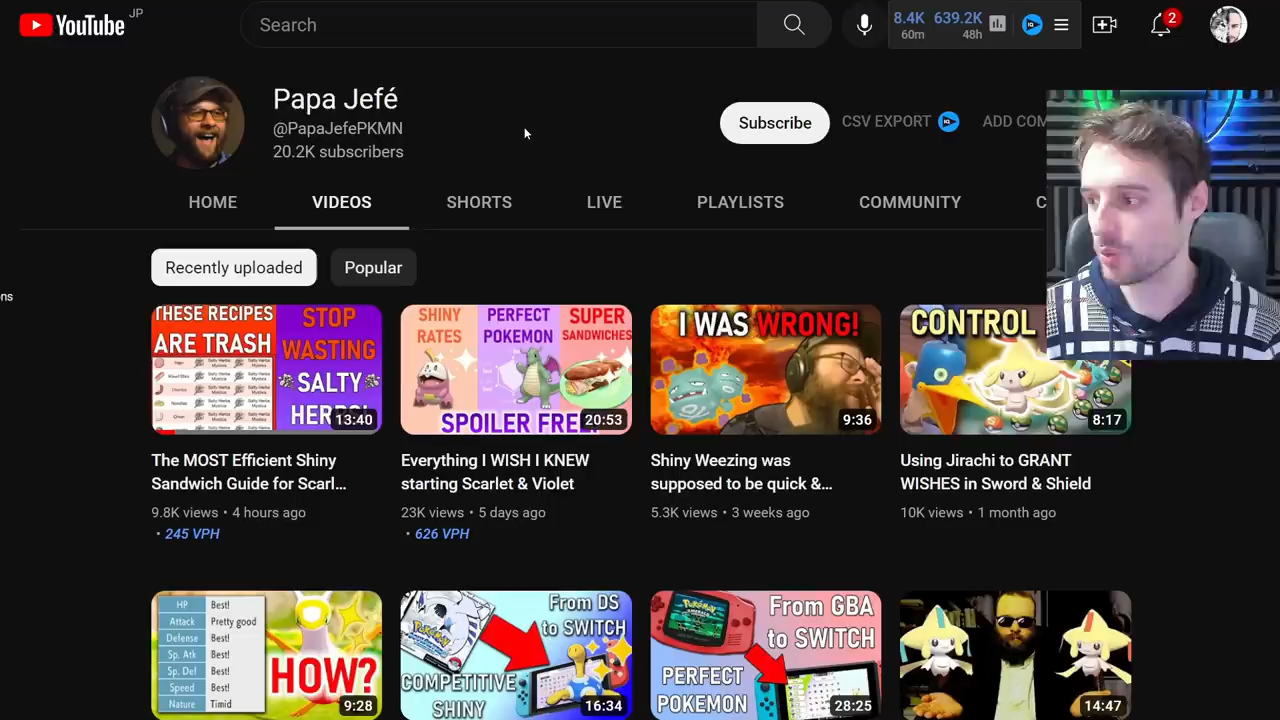 YouTube JP
Search
8.4K 639.2K
60m 48h
2
Papa Jefé
@PapaJefePKMN
20.2K subscribers
Subscribe
CSV EXPORT
ADD COM
HOME
VIDEOS
SHORTS
LIVE
PLAYLISTS
COMMUNITY
C
ons
Recently uploaded
Popular
THESE RECIPES
ARE TRASH
STOP
WASTING
SALTY
HERBS!
13:40
SHINY
RATES
PERFECT
POKEMON
SUPER
SANDWICHES
SPOILER FREE!
20:53
I WAS WRONG!
9:36
CONTROL
8:17
The MOST Efficient Shiny
Sandwich Guide for Scarl...
9.8K views • 4 hours ago
• 245 VPH
Everything I WISH I KNEW
starting Scarlet & Violet
23K views • 5 days ago
• 626 VPH
Shiny Weezing was
supposed to be quick &...
5.3K views • 3 weeks ago
Using Jirachi to GRANT
WISHES in Sword & Shield
10K views • 1 month ago
HP Best!
Attack Pretty good
Defense Best!
Sp. Atk Best!
Sp. Def Best!
Speed Best!
Nature Timid
HOW?
9:28
From DS
to SWITCH
COMPETITIVE
SHINY
16:34
From GBA
to SWITCH
PERFECT
POKEMON
28:25
14:47